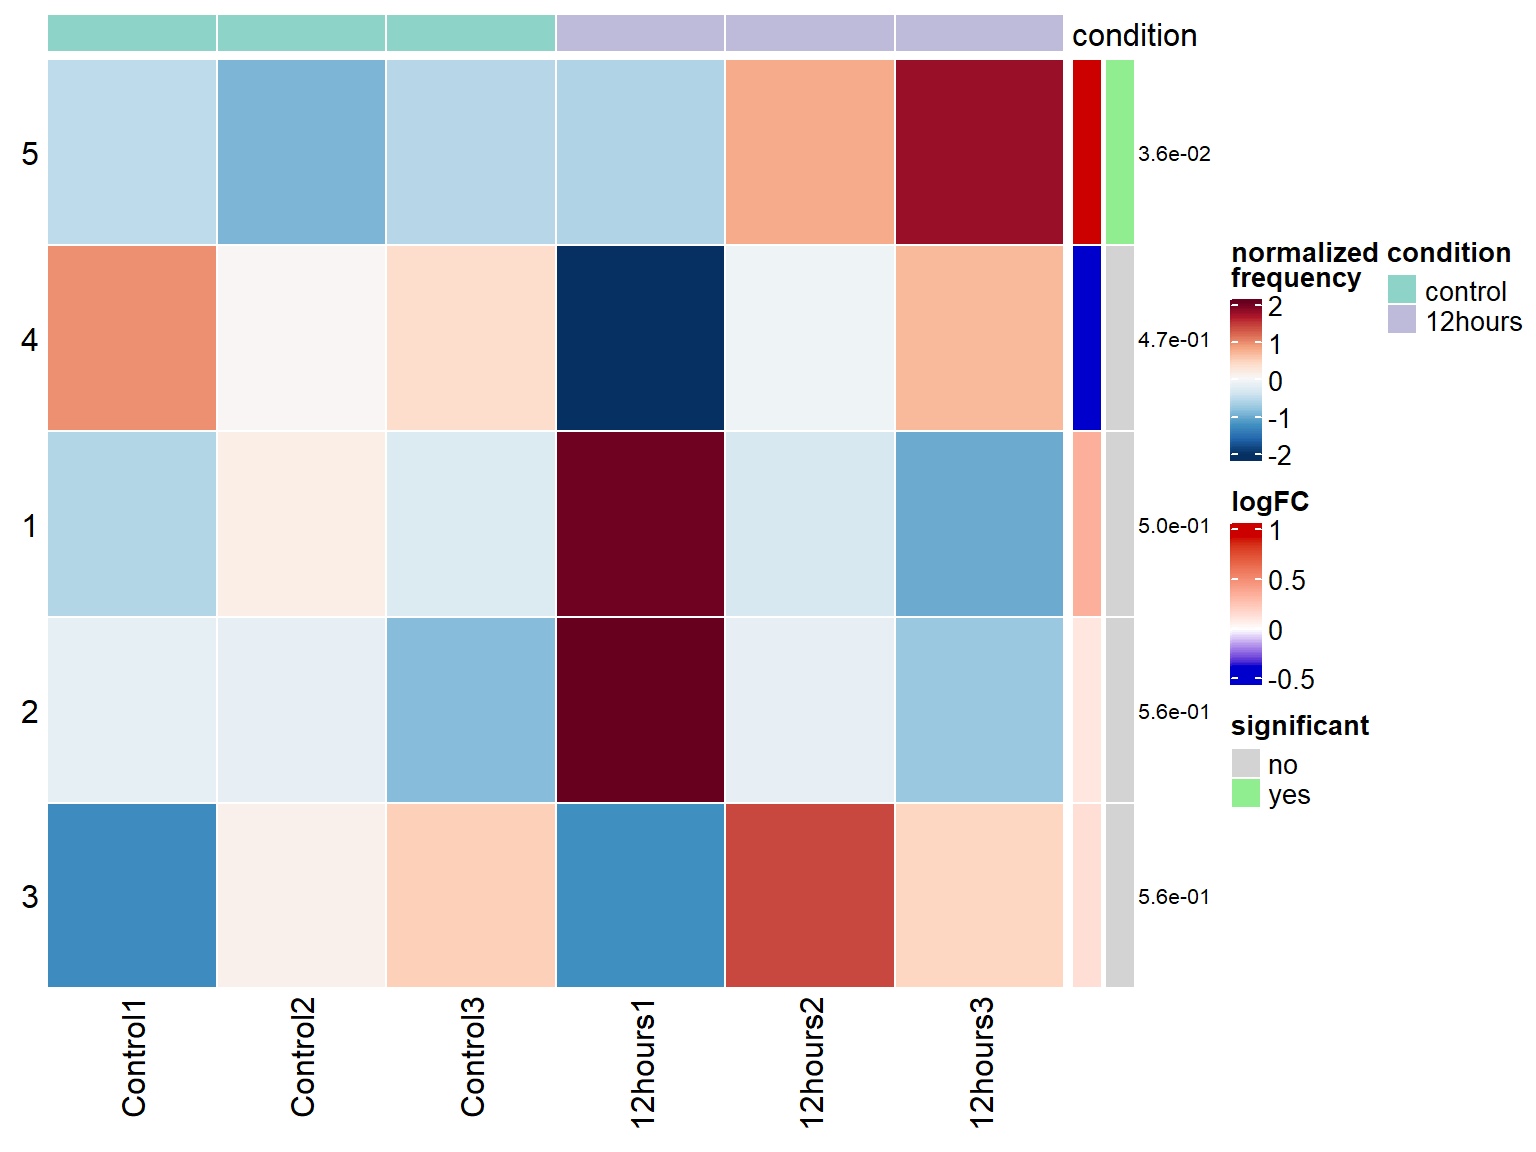 condition
5
3.6e-02
4
4.7e-01
1
5.0e-01
2
5.6e-01
3
5.6e-01
Control1
Control2
Control3
12hours1
12hours2
12hours3
normalized
frequency
2
1
0
-1
-2
logFC
1
0.5
0
-0.5
significant
no
yes
condition
control
12hours